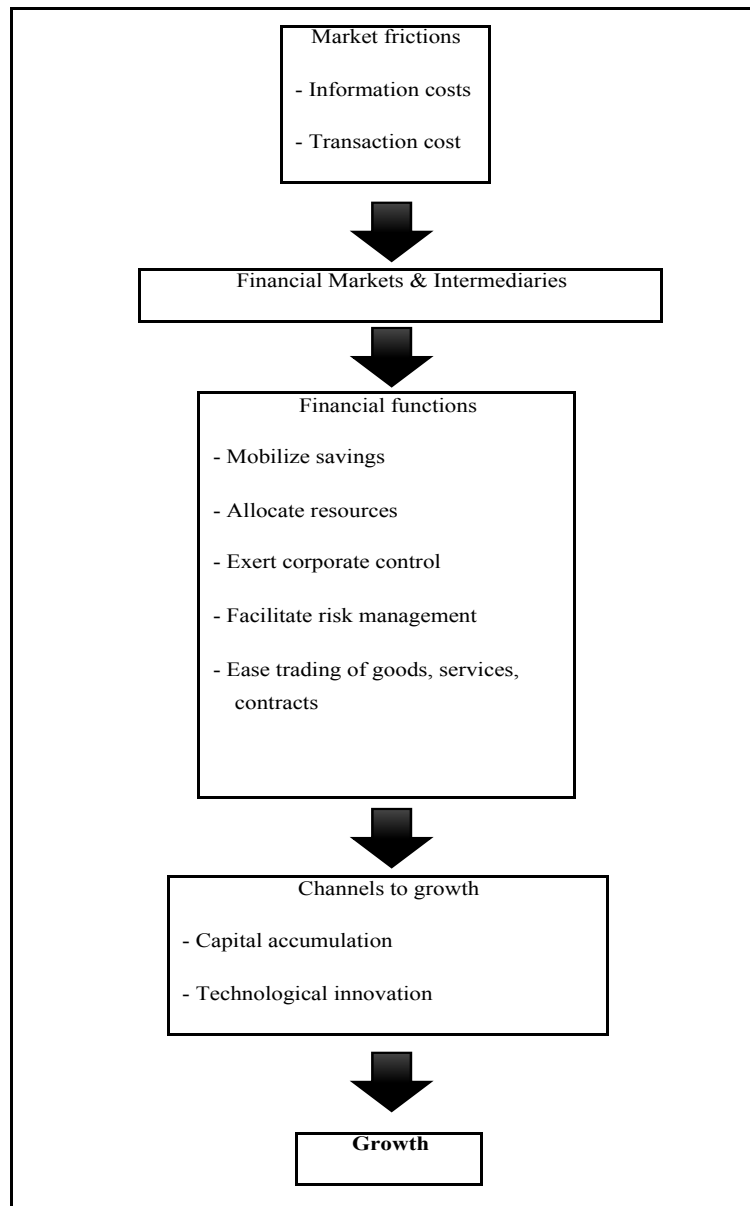 Market frictions
- Information costs
- Transaction cost
Financial Markets & Intermediaries
Financial functions
- Mobilize savings
- Allocate resources
- Exert corporate control
- Facilitate risk management
- Ease trading of goods, services,
contracts
Channels to growth
- Capital accumulation
- Technological innovation
Growth